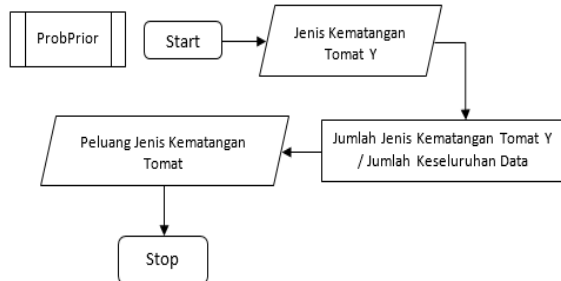 ProbPrior
Start
Jenis Kematangan
Tomat Y
Jumlah Jenis Kematangan Tomat Y
/ Jumlah Keseluruhan Data
Peluang Jenis Kematangan
Tomat
Stop